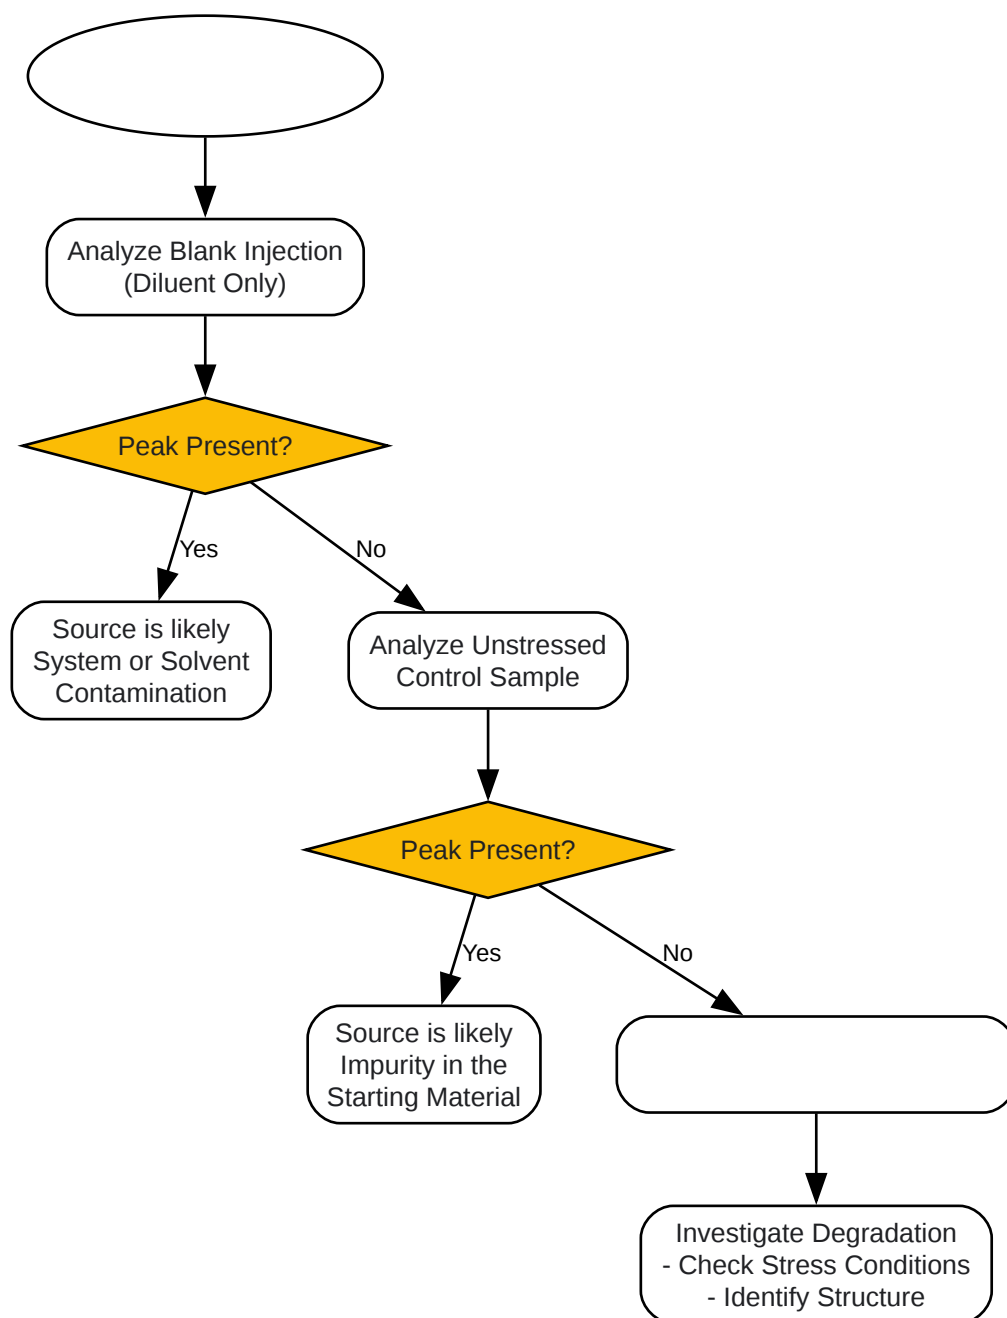 Analyze Blank Injection
(Diluent Only)
Peak Present?
Yes
No
Source is likely
System or Solvent
Contamination
Analyze Unstressed
Control Sample
Peak Present?
Yes
No
Source is likely
Impurity in the
Starting Material
Investigate Degradation
- Check Stress Conditions
- Identify Structure